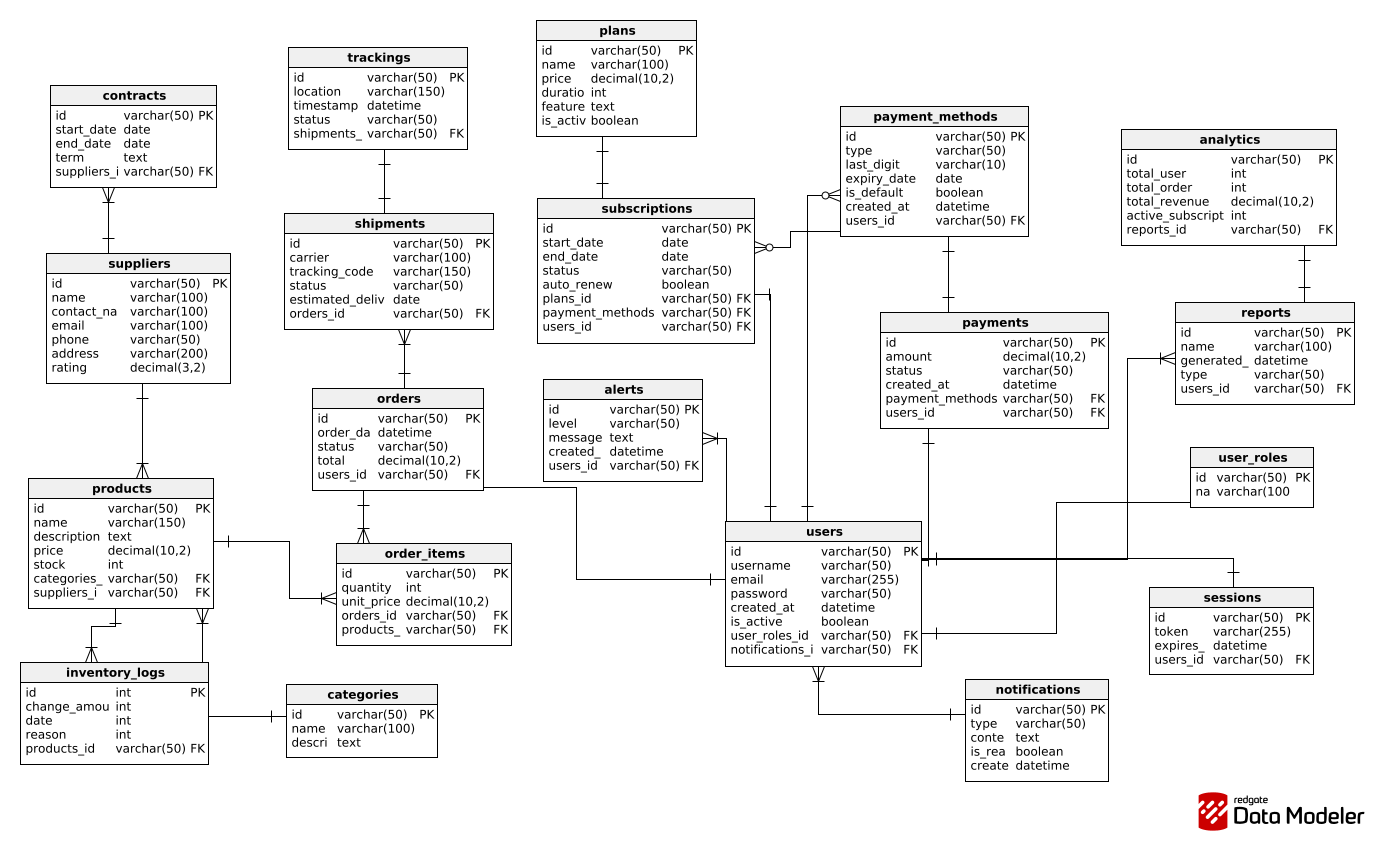 plans
id varchar(50) PK
name varchar(100)
price decimal(10,2)
duratio int
feature text
is_activ boolean
trackings
id varchar(50) PK
location varchar(150)
timestamp datetime
status varchar(50)
shipments_ varchar(50) FK
contracts
id varchar(50) PK
start_date date
end_date date
term text
suppliers_i varchar(50) FK
payment_methods
id varchar(50) PK
type varchar(50)
last_digit varchar(10)
expiry_date date
is_default boolean
created_at datetime
users_id varchar(50) FK
analytics
id varchar(50) PK
total_user int
total_order int
total_revenue decimal(10,2)
active_subscript int
reports_id varchar(50) FK
subscriptions
id varchar(50) PK
start_date date
end_date date
status varchar(50)
auto_renew boolean
plans_id varchar(50) FK
payment_methods varchar(50) FK
users_id varchar(50) FK
shipments
id varchar(50) PK
carrier varchar(100)
tracking_code varchar(150)
status varchar(50)
estimated_deliv date
orders_id varchar(50) FK
suppliers
id varchar(50) PK
name varchar(100)
contact_na varchar(100)
email varchar(100)
phone varchar(50)
address varchar(200)
rating decimal(3,2)
reports
id varchar(50) PK
name varchar(100)
generated_ datetime
type varchar(50)
users_id varchar(50) FK
payments
id varchar(50) PK
amount decimal(10,2)
status varchar(50)
created_at datetime
payment_methods varchar(50) FK
users_id varchar(50) FK
alerts
id varchar(50) PK
level varchar(50)
message text
created_ datetime
users_id varchar(50) FK
orders
id varchar(50) PK
order_da datetime
status varchar(50)
total decimal(10,2)
users_id varchar(50) FK
user_roles
id varchar(50) PK
na varchar(100
products
id varchar(50) PK
name varchar(150)
description text
price decimal(10,2)
stock int
categories_ varchar(50) FK
suppliers_i varchar(50) FK
users
id varchar(50) PK
username varchar(50)
email varchar(255)
password varchar(50)
created_at datetime
is_active boolean
user_roles_id varchar(50) FK
notifications_i varchar(50) FK
order_items
id varchar(50) PK
quantity int
unit_price decimal(10,2)
orders_id varchar(50) FK
products_ varchar(50) FK
sessions
id varchar(50) PK
token varchar(255)
expires_ datetime
users_id varchar(50) FK
inventory_logs
id int PK
change_amou int
date int
reason int
products_id varchar(50) FK
categories
id varchar(50) PK
name varchar(100)
descri text
notifications
id varchar(50) PK
type varchar(50)
conte text
is_rea boolean
create datetime
redgate
Data Modeler